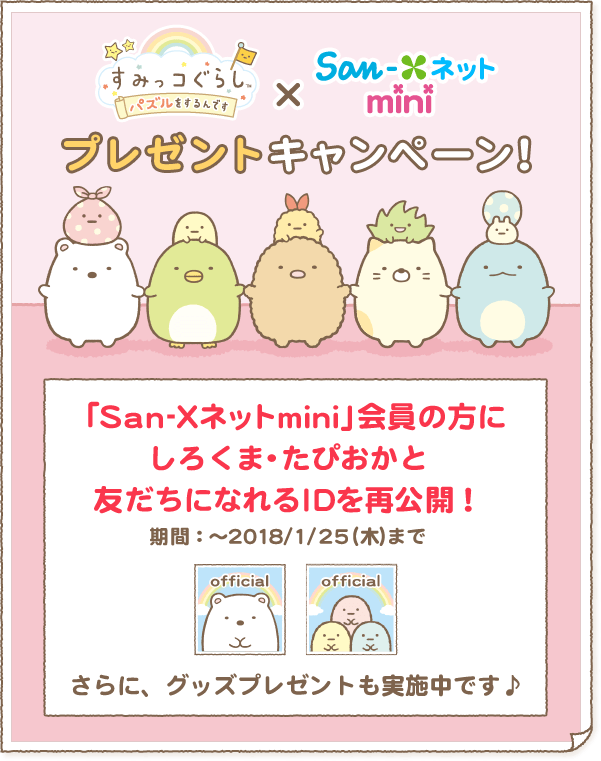 すみっコぐらし™
パズルをするんです
×
San-Xネット
mini
プレゼントキャンペーン!
「San-Xネットmini」会員の方に
しろくま・たぴおかと
友だちになれるIDを再公開！
期間：～2018/1/25(木)まで
official official
さらに、グッズプレゼントも実施中です♪